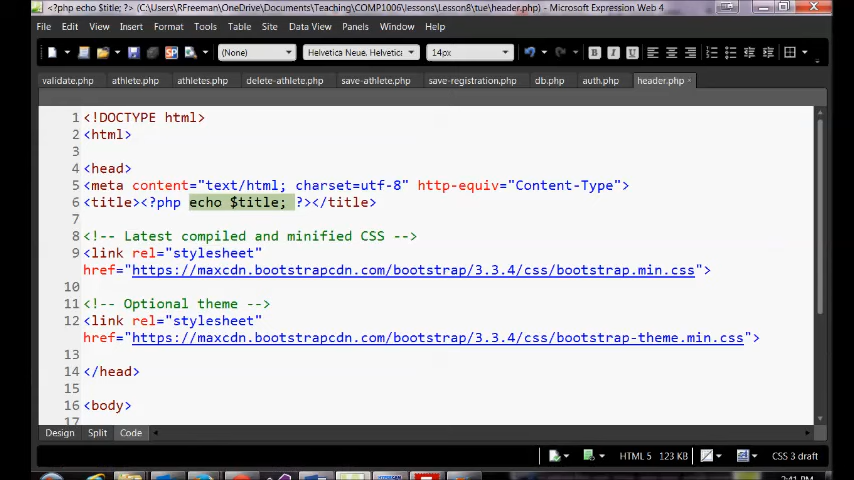 <?php echo $title; ?> (C:\Users\RFreeman\OneDrive\Documents\Teaching\COMP1006\lessons\Lesson8\tue\header.php) - Microsoft Expression Web 4
File Edit View Insert Format Tools Table Site Data View Panels Window Help
(None) Helvetica Neue, Helvetica 14px B I U
validate.php athlete.php athletes.php delete-athlete.php save-athlete.php save-registration.php db.php auth.php header.php ×
1 <!DOCTYPE html>
2 <html>
3
4 <head>
5 <meta content="text/html; charset=utf-8" http-equiv="Content-Type">
6 <title><?php echo $title; ?></title>
7
8 <!-- Latest compiled and minified CSS -->
9 <link rel="stylesheet"
href="https://maxcdn.bootstrapcdn.com/bootstrap/3.3.4/css/bootstrap.min.css">
10
11 <!-- Optional theme -->
12 <link rel="stylesheet"
href="https://maxcdn.bootstrapcdn.com/bootstrap/3.3.4/css/bootstrap-theme.min.css">
13
14 </head>
15
16 <body>
17
Design Split Code
HTML 5 123 KB CSS 3 draft
2:41 PM